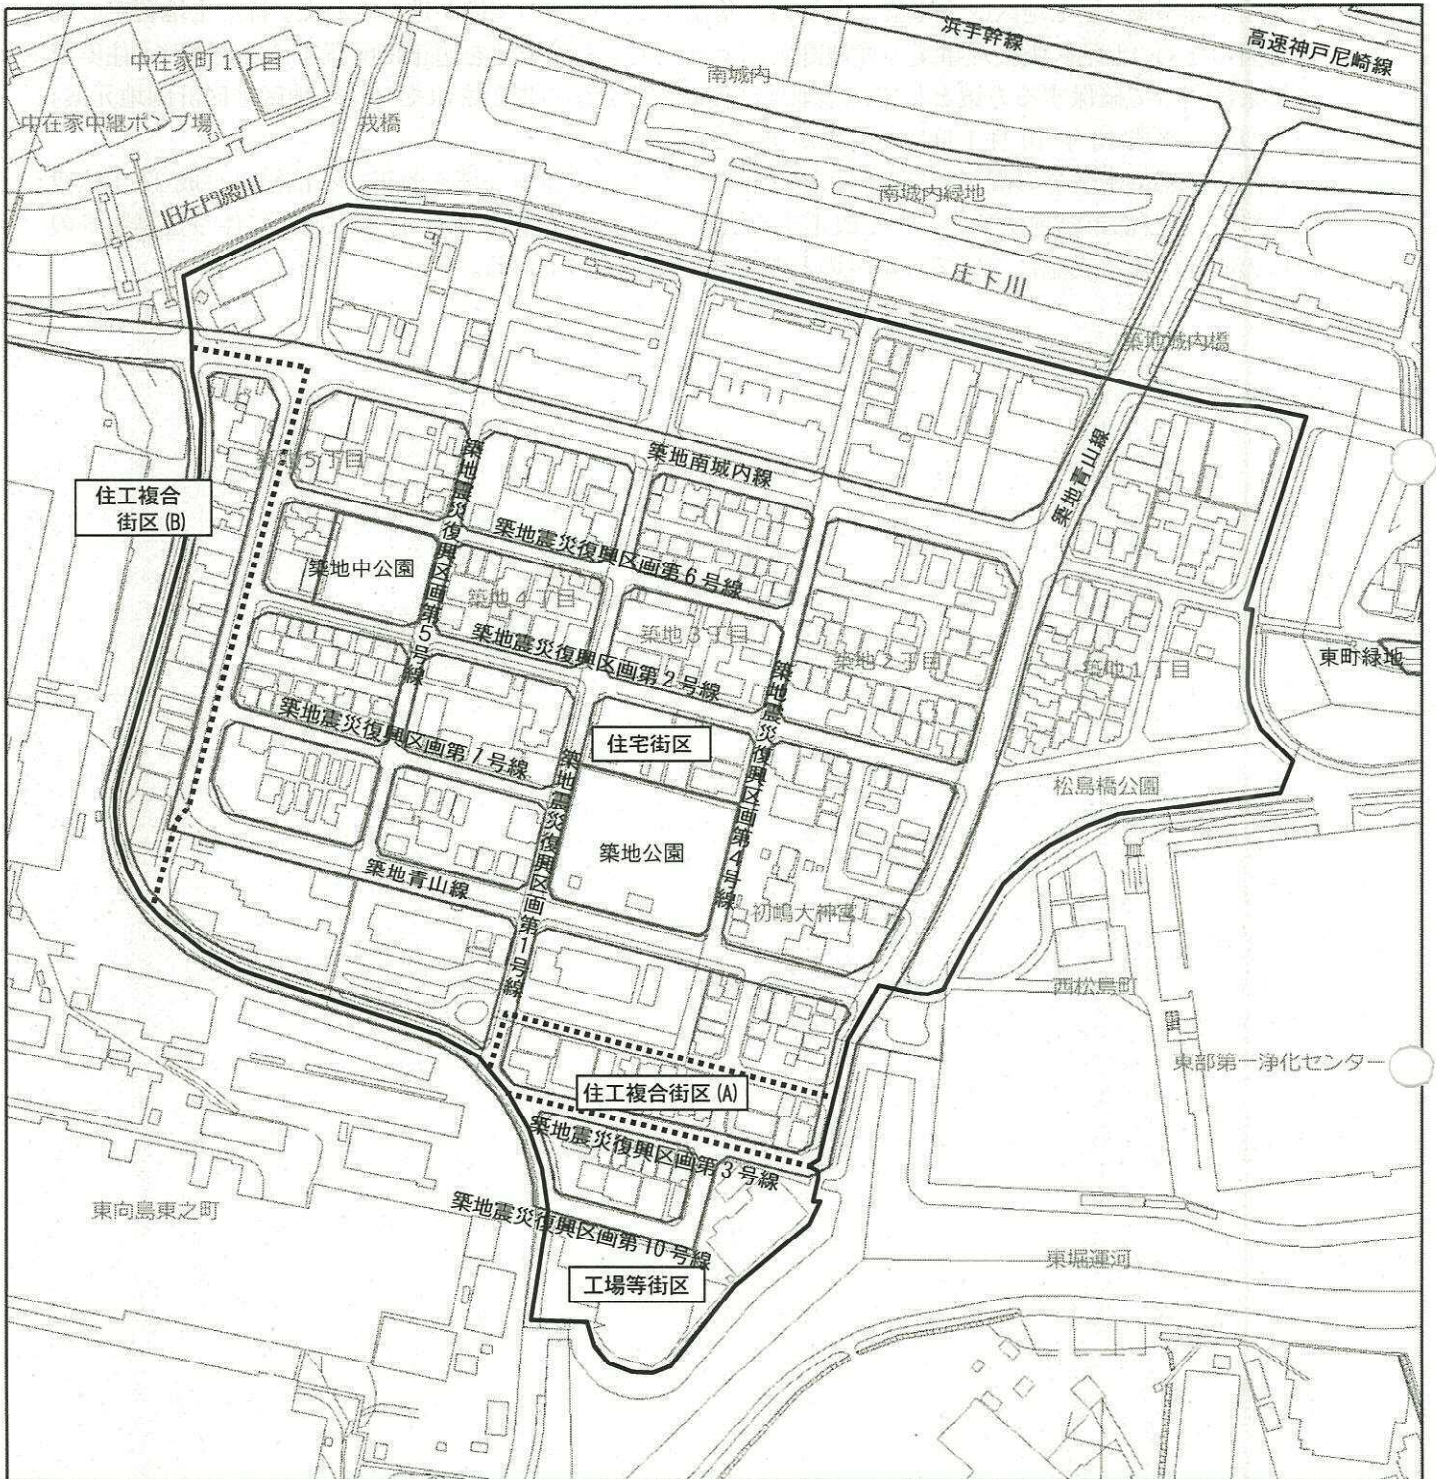 浜手幹線
高速神戸尼崎線
中在家町1丁目
南城内
中在家中継ポンプ場
戎橋
旧左門殿川
南城内緑地
庄下川
築地城内橋
築地南城内線
築地青山線
築地5丁目
住工複合
街区(B)
築地震災復興区画第5号線
築地震災復興区画第6号線
築地中公園
築地4丁目
築地3丁目
築地震災復興区画第2号線
築地2丁目
築地1丁目
東町緑地
築地震災復興区画第7号線
住宅街区
築地震災復興区画第4号線
松島橋公園
築地震災復興区画第1号線
築地公園
築地青山線
初嶋大神宮
西松島町
東部第一浄化センター
住工複合街区(A)
築地震災復興区画第3号線
東向島東之町
築地震災復興区画第10号線
工場等街区
東堀運河